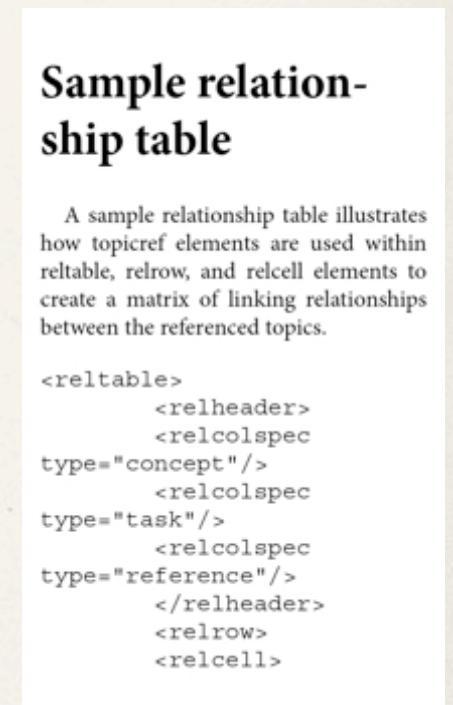 Sample relation-
ship table
A sample relationship table illustrates
how topicref elements are used within
reltable, relrow, and relcell elements to
create a matrix of linking relationships
between the referenced topics.
<reltable>
<relheader>
<relcolspec
type="concept"/>
<relcolspec
type="task"/>
<relcolspec
type="reference"/>
</relheader>
<relrow>
<relcell>